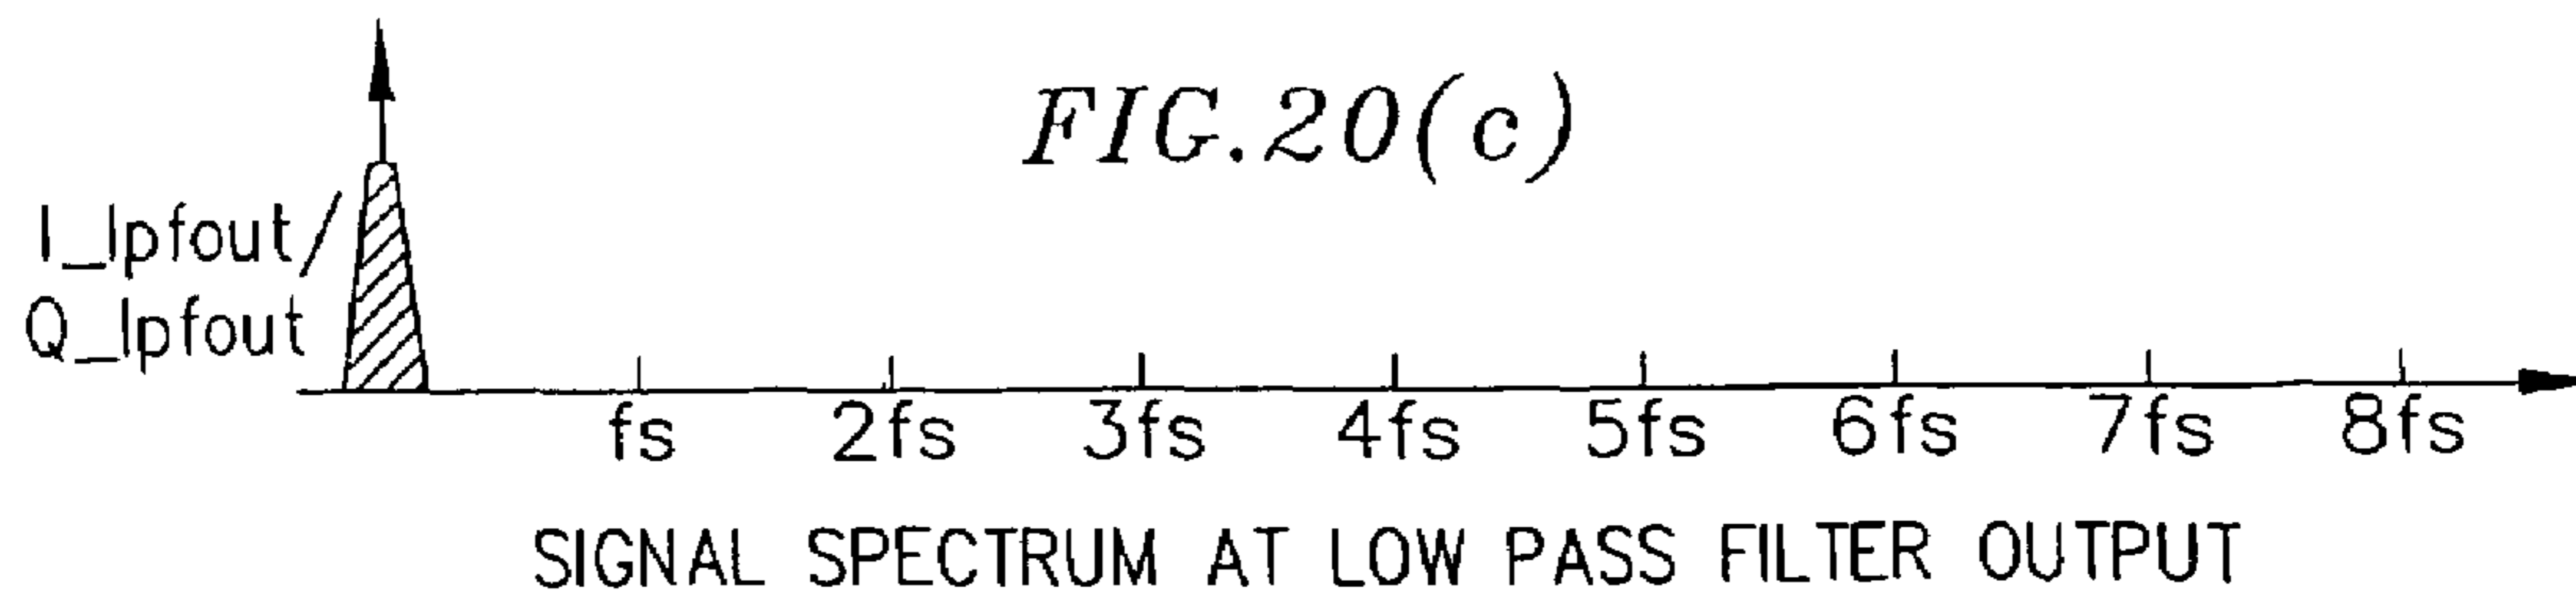 FIG.20(c)
I_lpfout/
Q_lpfout
fs 2fs 3fs 4fs 5fs 6fs 7fs 8fs
SIGNAL SPECTRUM AT LOW PASS FILTER OUTPUT